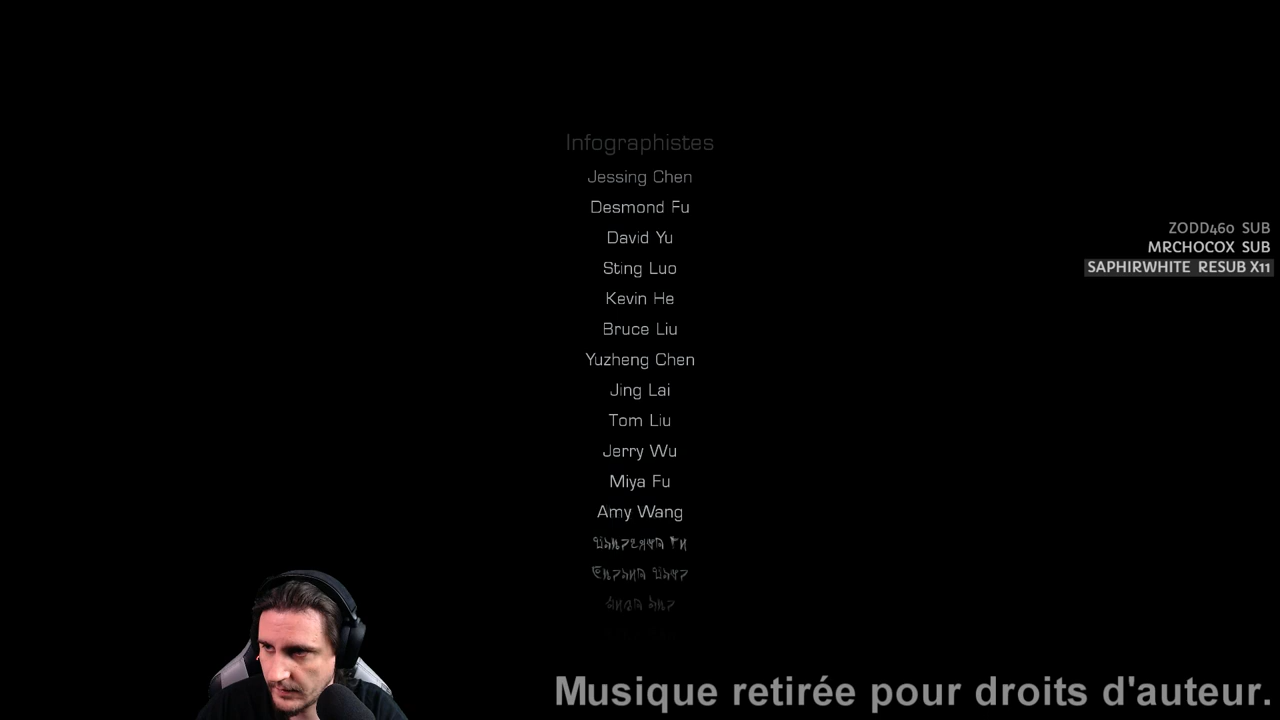 Infographistes
Jessing Chen
Desmond Fu
David Yu
Sting Luo
Kevin He
Bruce Liu
Yuzheng Chen
Jing Lai
Tom Liu
Jerry Wu
Miya Fu
Amy Wang
ZODD460 SUB
MRCHOCOX SUB
SAPHIRWHITE RESUB X11
Musique retirée pour droits d'auteur.